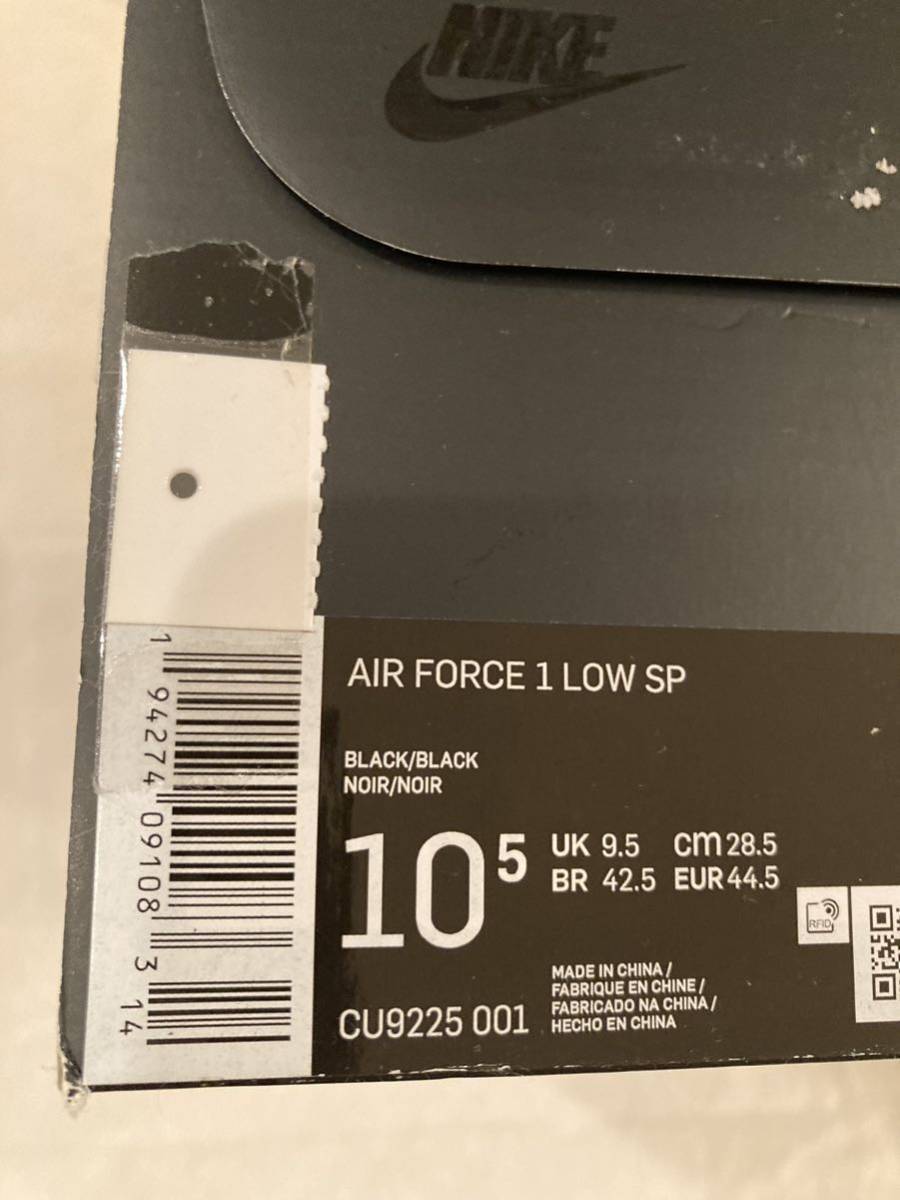 NIKE
AIR FORCE 1 LOW SP
BLACK/BLACK
NOIR/NOIR
10 5
UK 9.5 cm 28.5
BR 42.5 EUR 44.5
RFID
MADE IN CHINA /
FABRIQUE EN CHINE /
FABRICADO NA CHINA /
HECHO EN CHINA
CU9225 001
1 94274 09108 3 14